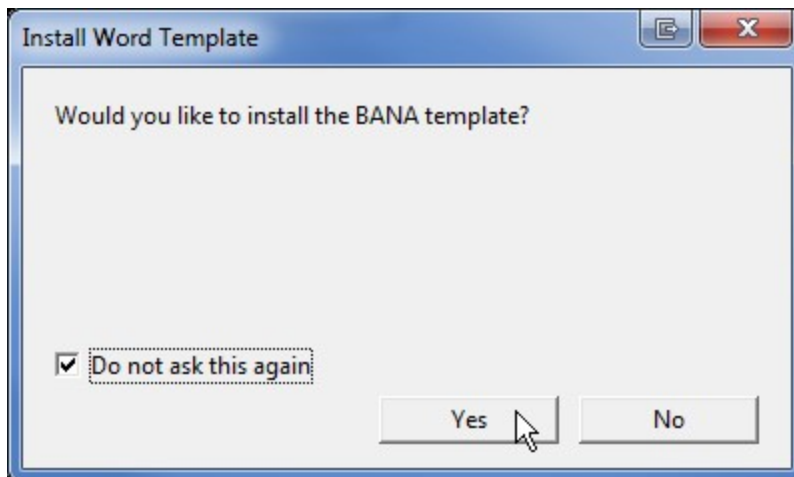 Install Word Template
Would you like to install the BANA template?
Do not ask this again
Yes No